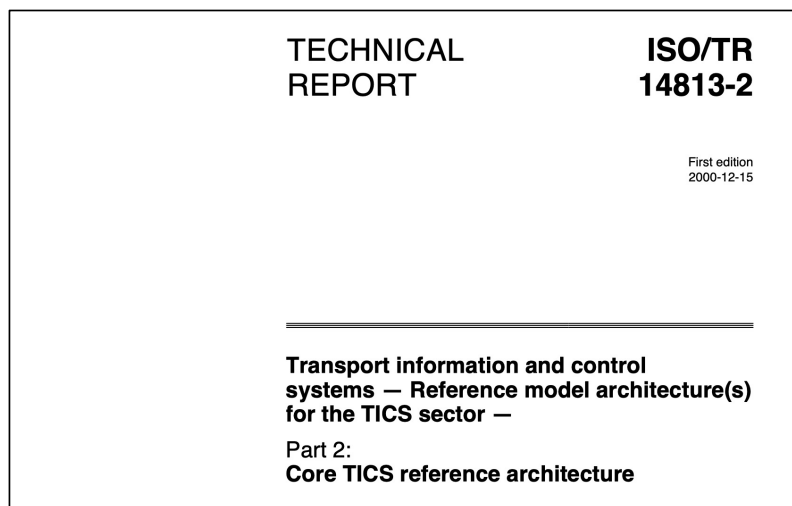 TECHNICAL
REPORT
ISO/TR
14813-2
First edition
2000-12-15
Transport information and control
systems — Reference model architecture(s)
for the TICS sector —
Part 2:
Core TICS reference architecture